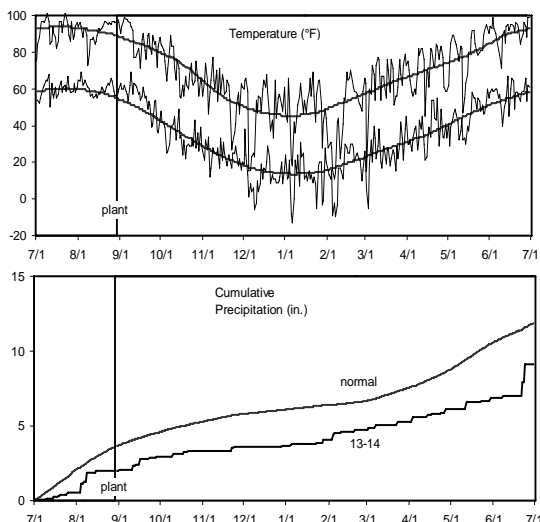 100
80
60
40
20
0
-20
Temperature (°F)
plant
7/1 8/1 9/1 10/1 11/1 12/1 1/1 2/1 3/1 4/1 5/1 6/1 7/1
15
10
5
0
Cumulative
Precipitation (in.)
normal
13-14
plant
7/1 8/1 9/1 10/1 11/1 12/1 1/1 2/1 3/1 4/1 5/1 6/1 7/1